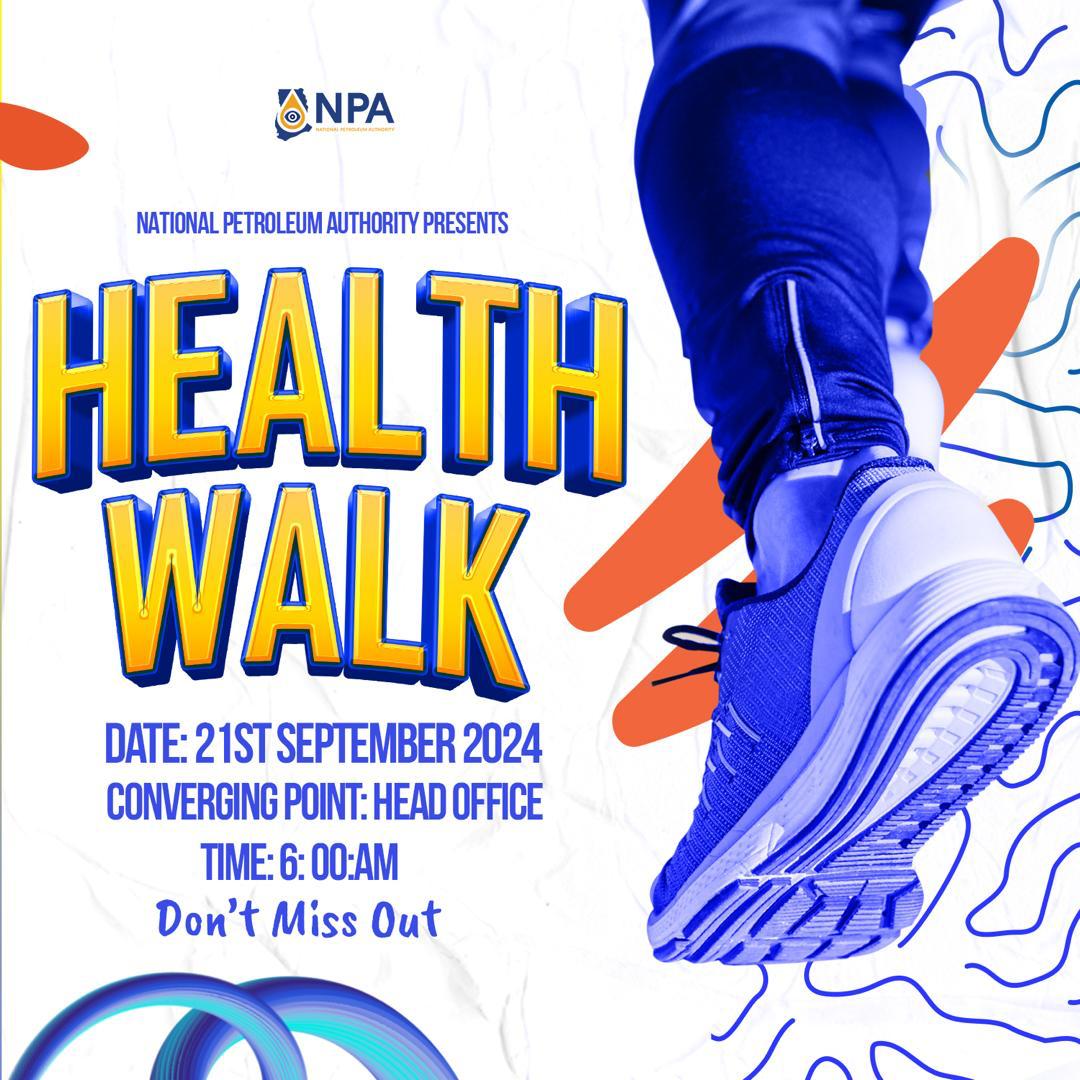 NPA
NATIONAL PETROLEUM AUTHORITY
NATIONAL PETROLEUM AUTHORITY PRESENTS
HEALTH
WALK
DATE: 21ST SEPTEMBER 2024
CONVERGING POINT: HEAD OFFICE
TIME: 6: 00:AM
Don't Miss Out